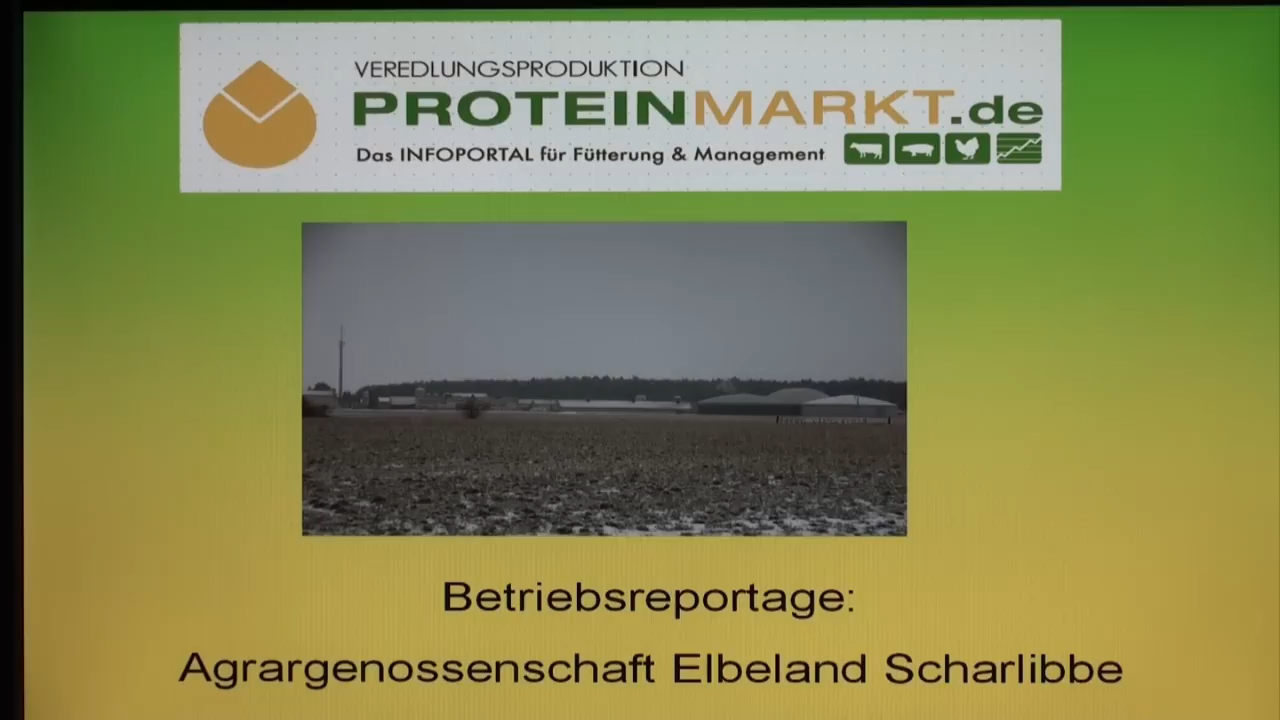 VEREDLUNGSPRODUKTION
PROTEINMARKT.de
Das INFOPORTAL für Fütterung & Management
Betriebsreportage:
Agrargenossenschaft Elbeland Scharlibbe